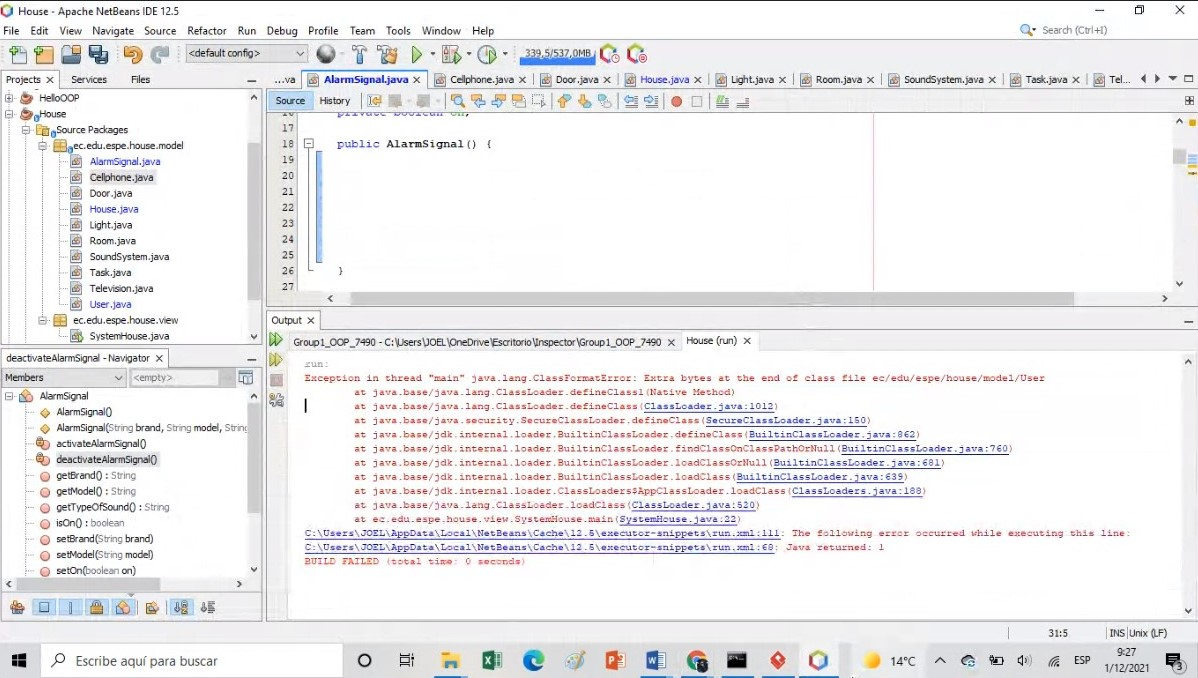 House - Apache NetBeans IDE 12.5
File Edit View Navigate Source Refactor Run Debug Profile Team Tools Window Help
Search (Ctrl+I)
<default config>
339,5/537,0MB
Projects Services Files
...va AlarmSignal.java Cellphone.java Door.java House.java Light.java Room.java SoundSystem.java Task.java Tel...
HelloOOP
House
Source Packages
ec.edu.espe.house.model
AlarmSignal.java
Cellphone.java
Door.java
House.java
Light.java
Room.java
SoundSystem.java
Task.java
Television.java
User.java
ec.edu.espe.house.view
SystemHouse.java
Source History
private boolean on;
17
18 public AlarmSignal() {
19
20
21
22
23
24
25
26 }
27
deactivateAlarmSignal - Navigator
Members <empty>
AlarmSignal
AlarmSignal()
AlarmSignal(String brand, String model, String
activateAlarmSignal()
deactivateAlarmSignal()
getBrand() : String
getModel() : String
getTypeOfSound() : String
isOn() : boolean
setBrand(String brand)
setModel(String model)
setOn(boolean on)
Output
Group1_OOP_7490 - C:\Users\JOEL\OneDrive\Escritorio\Inspector\Group1_OOP_7490 House (run)
run:
Exception in thread "main" java.lang.ClassFormatError: Extra bytes at the end of class file ec/edu/espe/house/model/User
at java.base/java.lang.ClassLoader.defineClass1(Native Method)
at java.base/java.lang.ClassLoader.defineClass(ClassLoader.java:1012)
at java.base/java.security.SecureClassLoader.defineClass(SecureClassLoader.java:150)
at java.base/jdk.internal.loader.BuiltinClassLoader.defineClass(BuiltinClassLoader.java:862)
at java.base/jdk.internal.loader.BuiltinClassLoader.findClassOnClassPathOrNull(BuiltinClassLoader.java:760)
at java.base/jdk.internal.loader.BuiltinClassLoader.loadClassOrNull(BuiltinClassLoader.java:681)
at java.base/jdk.internal.loader.BuiltinClassLoader.loadClass(BuiltinClassLoader.java:639)
at java.base/jdk.internal.loader.ClassLoaders$AppClassLoader.loadClass(ClassLoaders.java:188)
at java.base/java.lang.ClassLoader.loadClass(ClassLoader.java:520)
at ec.edu.espe.house.view.SystemHouse.main(SystemHouse.java:22)
C:\Users\JOEL\AppData\Local\NetBeans\Cache\12.5\executor-snippets\run.xml:111: The following error occurred while executing this line:
C:\Users\JOEL\AppData\Local\NetBeans\Cache\12.5\executor-snippets\run.xml:68: Java returned: 1
BUILD FAILED (total time: 0 seconds)
31:5 INS Unix (LF)
Escribe aquí para buscar
14°C ESP 9:27
1/12/2021
3